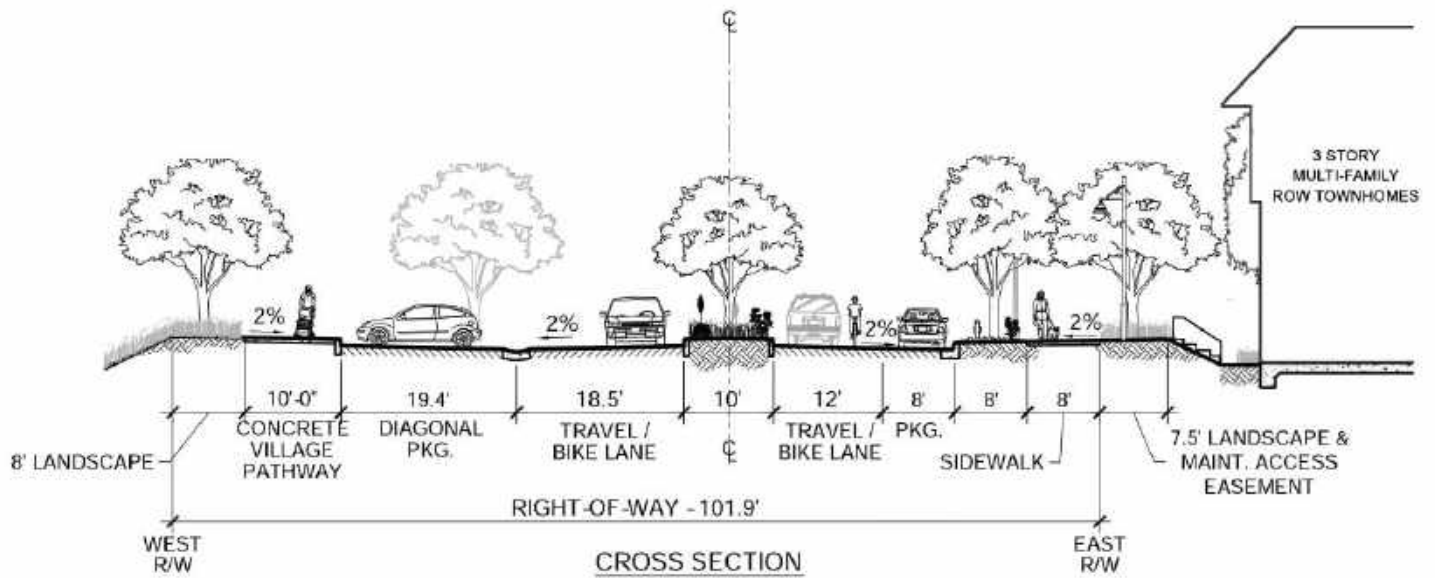 ℄
3 STORY
MULTI-FAMILY
ROW TOWNHOMES
2%
2%
2%
2%
10'-0"
19.4'
18.5'
10'
12'
8'
8'
8'
CONCRETE
VILLAGE
PATHWAY
DIAGONAL
PKG.
TRAVEL /
BIKE LANE
℄
TRAVEL /
BIKE LANE
PKG.
8' LANDSCAPE
SIDEWALK
7.5' LANDSCAPE &
MAINT. ACCESS
EASEMENT
RIGHT-OF-WAY - 101.9'
WEST
R/W
EAST
R/W
CROSS SECTION